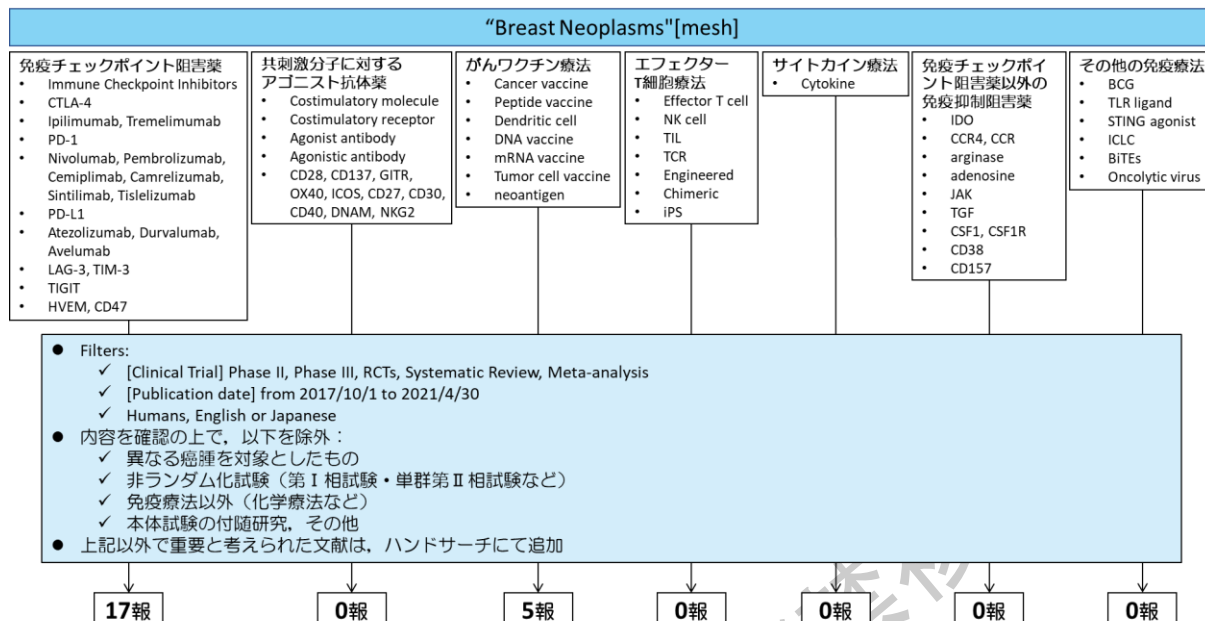 “Breast Neoplasms"[mesh]
免疫チェックポイント阻害薬
• Immune Checkpoint Inhibitors
• CTLA-4
• Ipilimumab, Tremelimumab
• PD-1
• Nivolumab, Pembrolizumab,
Cemiplimab, Camrelizumab,
Sintilimab, Tislelizumab
• PD-L1
• Atezolizumab, Durvalumab,
Avelumab
• LAG-3, TIM-3
• TIGIT
• HVEM, CD47
共刺激分子に対する
アゴニスト抗体薬
• Costimulatory molecule
• Costimulatory receptor
• Agonist antibody
• Agonistic antibody
• CD28, CD137, GITR,
OX40, ICOS, CD27, CD30,
CD40, DNAM, NKG2
がんワクチン療法
• Cancer vaccine
• Peptide vaccine
• Dendritic cell
• DNA vaccine
• mRNA vaccine
• Tumor cell vaccine
• neoantigen
エフェクター
T細胞療法
• Effector T cell
• NK cell
• TIL
• TCR
• Engineered
• Chimeric
• iPS
サイトカイン療法
• Cytokine
免疫チェックポイ
ント阻害薬以外の
免疫抑制阻害薬
• IDO
• CCR4, CCR
• arginase
• adenosine
• JAK
• TGF
• CSF1, CSF1R
• CD38
• CD157
その他の免疫療法
• BCG
• TLR ligand
• STING agonist
• ICLC
• BiTEs
• Oncolytic virus
● Filters:
✓ [Clinical Trial] Phase II, Phase III, RCTs, Systematic Review, Meta-analysis
✓ [Publication date] from 2017/10/1 to 2021/4/30
✓ Humans, English or Japanese
● 内容を確認の上で，以下を除外：
✓ 異なる癌腫を対象としたもの
✓ 非ランダム化試験（第Ⅰ相試験・単群第Ⅱ相試験など）
✓ 免疫療法以外（化学療法など）
✓ 本体試験の付随研究，その他
● 上記以外で重要と考えられた文献は，ハンドサーチにて追加
17報
0報
5報
0報
0報
0報
0報